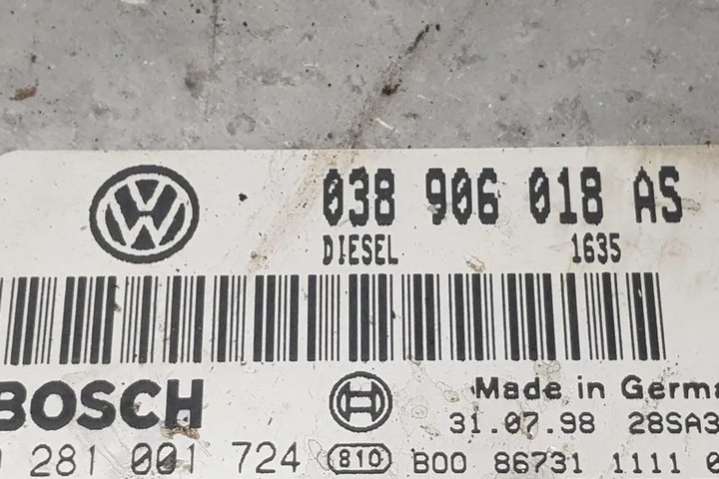 038 906 018 AS
DIESEL 1635
BOSCH Made in Germa
31.07.98 28SA3
281 001 724 810 B00 86731 1111 0